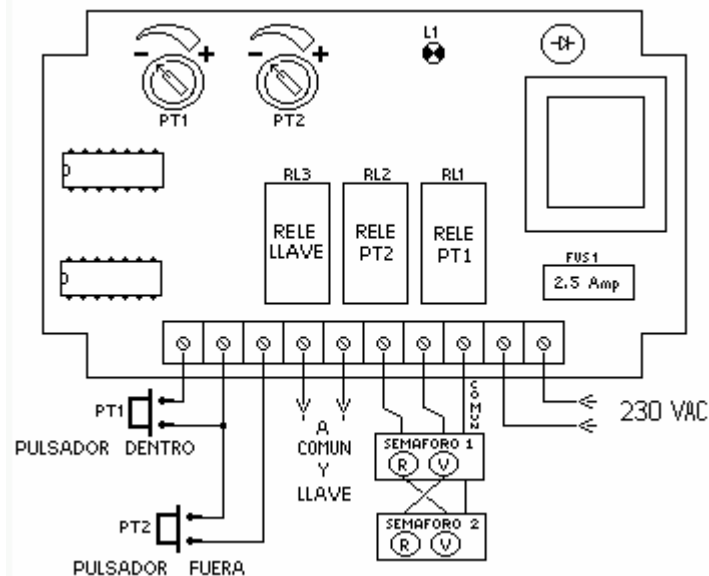 L1
- +
- +
PT1
PT2
RL3
RL2
RL1
RELE
LLAVE
RELE
PT2
RELE
PT1
FUS1
2.5 Amp
COMUN
PT1
PULSADOR DENTRO
A
COMUN
Y
LLAVE
SEMAFORO 1
R V
SEMAFORO 2
R V
230 VAC
PT2
PULSADOR FUERA